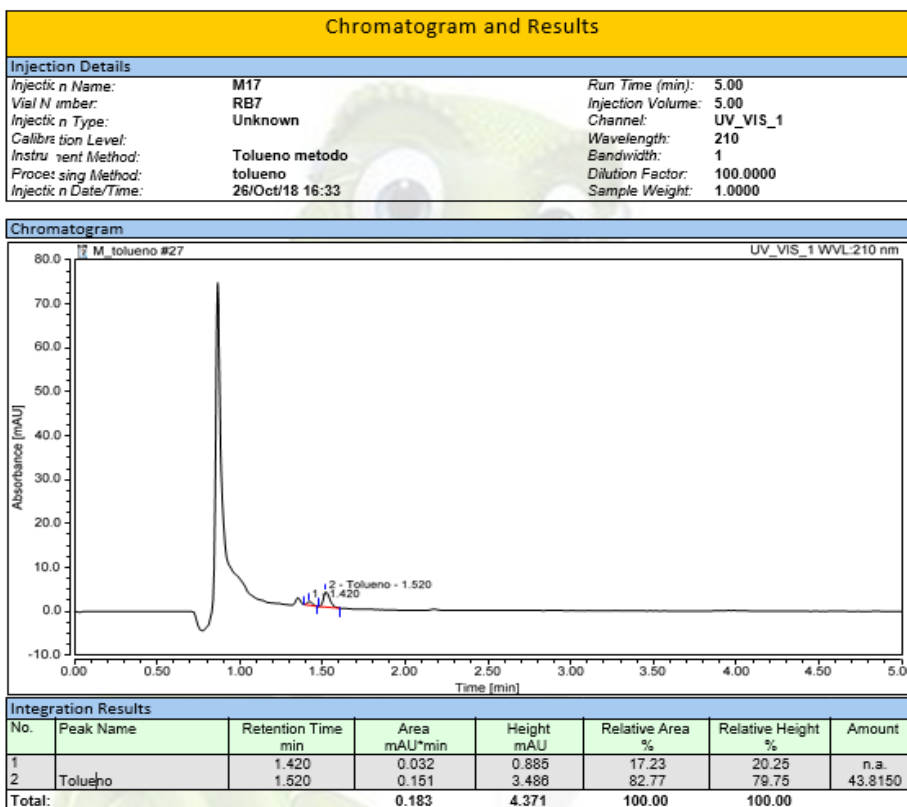 Chromatogram and Results
Injection Details
Injectic n Name: M17 Run Time (min): 5.00
Vial N imber: RB7 Injection Volume: 5.00
Injectic n Type: Unknown Channel: UV_VIS_1
Calibra tion Level: Wavelength: 210
Instru nent Method: Tolueno metodo Bandwidth: 1
Proces sing Method: tolueno Dilution Factor: 100.0000
Injectic n Date/Time: 26/Oct/18 16:33 Sample Weight: 1.0000
Chromatogram
M_tolueno #27 UV_VIS_1 WVL:210 nm
80.0
70.0
60.0
50.0
40.0
30.0
20.0
10.0
0.0
-10.0
Absorbance [mAU]
2 - Tolueno - 1.520
1 - 1.420
0.00 0.50 1.00 1.50 2.00 2.50 3.00 3.50 4.00 4.50 5.0
Time [min]
Integration Results
No. Peak Name Retention Time Area Height Relative Area Relative Height Amount
min mAU*min mAU % %
1 1.420 0.032 0.885 17.23 20.25 n.a.
2 Tolueno 1.520 0.151 3.486 82.77 79.75 43.8150
Total: 0.183 4.371 100.00 100.00